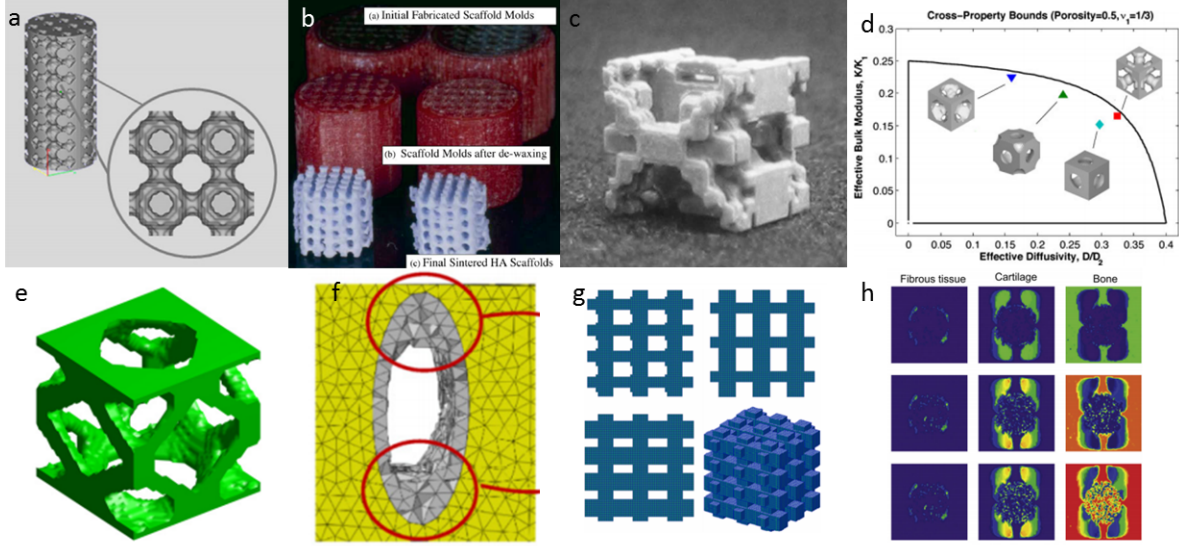 a
b
(a) Initial Fabricated Scaffold Molds
(b) Scaffold Molds after de-waxing
(c) Final Sintered HA Scaffolds
c
d
Cross-Property Bounds (Porosity=0.5, ν₁=1/3)
Effective Bulk Modulus, K/K₁
0.25
0.2
0.15
0.1
0.05
0
0
0.05
0.1
0.15
0.2
0.25
0.3
0.35
0.4
Effective Diffusivity, D/D₂
e
f
g
h
Fibrous tissue
Cartilage
Bone